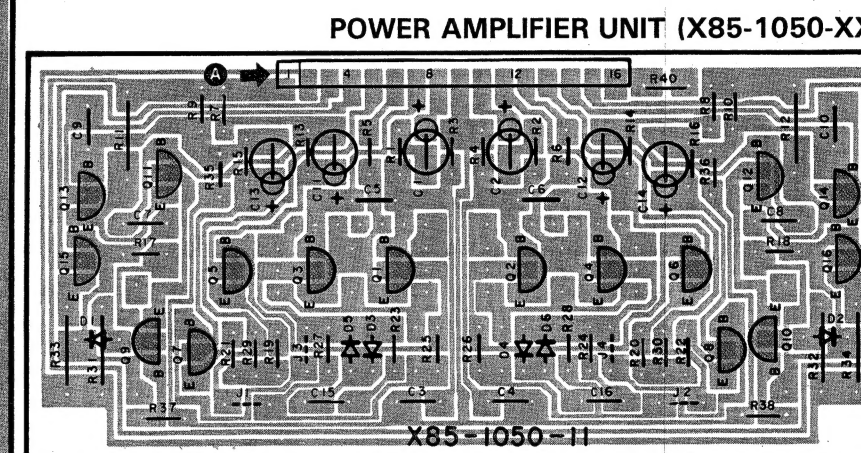 POWER AMPLIFIER UNIT (X85-1050-XX
A 1 4 8 12 16 R40
C9 R11 R9 R7 R8 R10 R12 C10
R15 R13 R5 R1 R3 R4 R2 R6 R14 R16
Q13 B E Q11 B E R35 C13 C11 C5 C1 C2 C6 C12 C14 R36 Q12 B E Q14 B E
C7 C8
R17 R18
Q15 B E Q5 B E Q3 B E Q1 B E Q2 B E Q4 B E Q6 B E Q16 B E
R33 D1 R31 Q9 E B Q7 B E R21 R29 R19 J3 R27 D5 D3 R23 R25 R26 D4 D6 R28 R24 J4 R20 R30 R22 Q8 B E Q10 E B R32 D2 R34
R37 J1 C15 C3 C4 C16 J2 R38
X85-1050-11